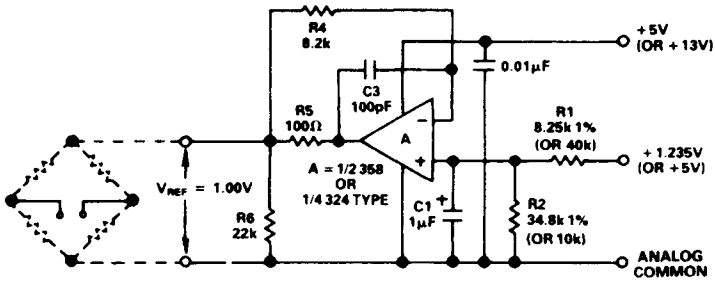 R4
8.2k
+5V
(OR + 13V)
0.01µF
C3
100pF
R5
100Ω
A
−
+
R1
8.25k 1%
(OR 40k)
+ 1.235V
(OR + 5V)
VREF = 1.00V
A = 1/2 358
OR
1/4 324 TYPE
C1 +
1µF
R2
34.8k 1%
(OR 10k)
R6
22k
ANALOG
COMMON